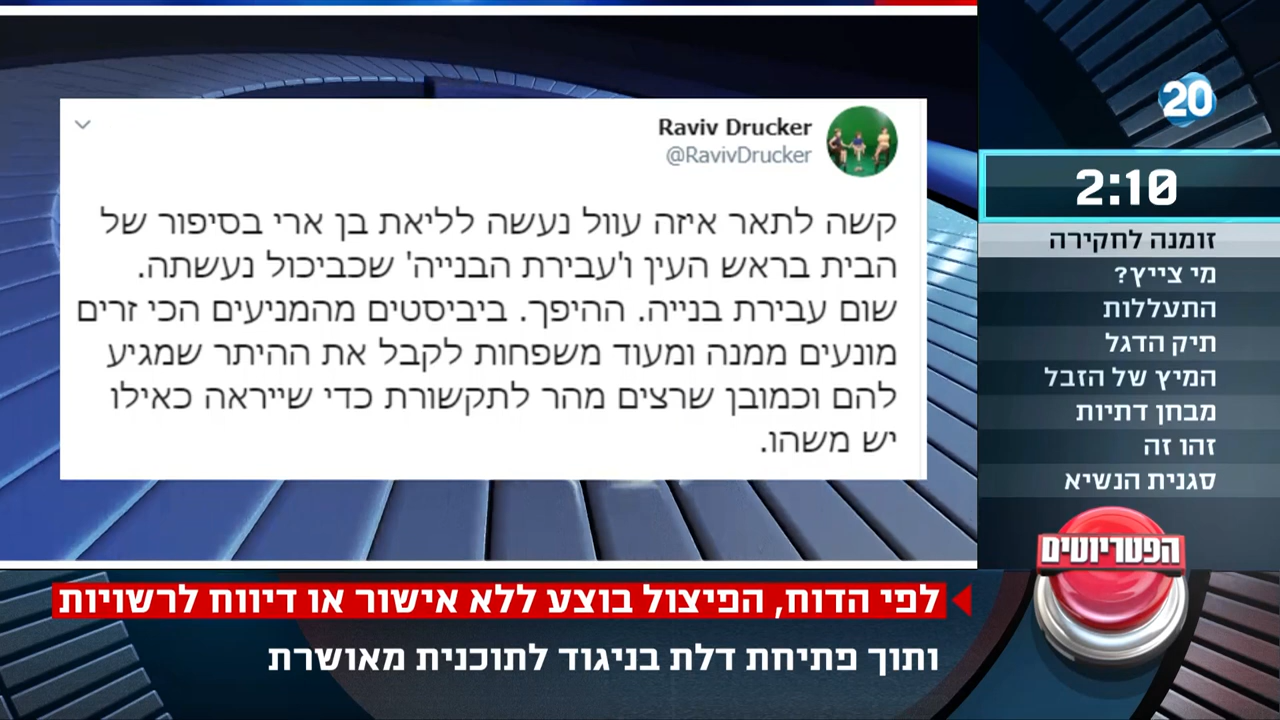 Raviv Drucker
@RavivDrucker
קשה לתאר איזה עוול נעשה לליאת בן ארי בסיפור של
הבית בראש העין ו'עבירת הבנייה' שכביכול נעשתה.
שום עבירת בנייה. ההיפך. ביביסטים מהמניעים הכי זרים
מונעים ממנה ומעוד משפחות לקבל את ההיתר שמגיע
להם וכמובן שרצים מהר לתקשורת כדי שייראה כאילו
יש משהו.
20
2:10
זומנה לחקירה
מי צייץ?
התעללות
תיק הדגל
המיץ של הזבל
מבחן דתיות
זהו זה
סגנית הנשיא
הפטריוטים
לפי הדוח, הפיצול בוצע ללא אישור או דיווח לרשויות
ותוך פתיחת דלת בניגוד לתוכנית מאושרת